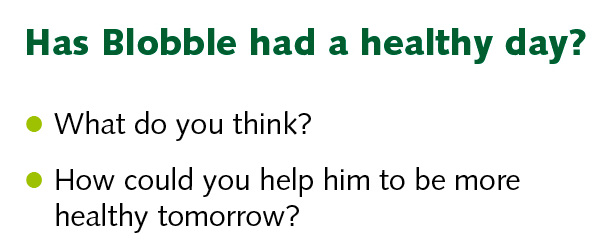 Has Blobble had a healthy day?
● What do you think?
● How could you help him to be more
healthy tomorrow?